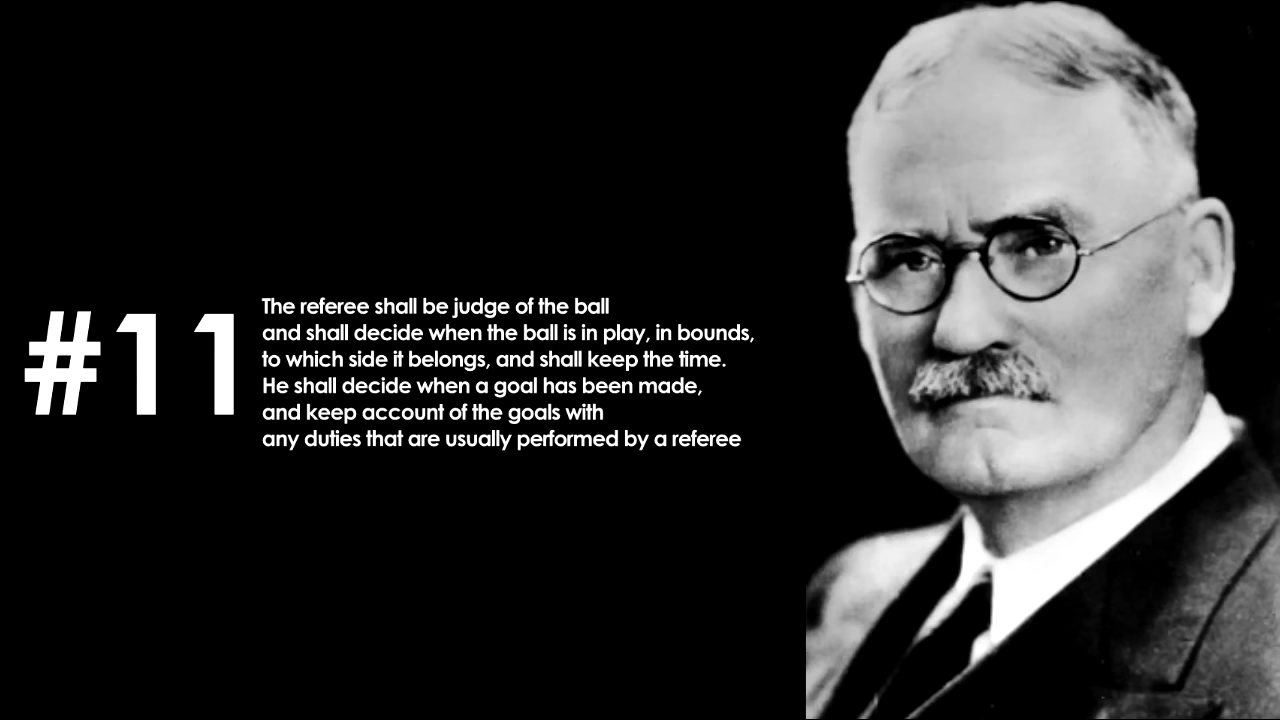 #11
The referee shall be judge of the ball
and shall decide when the ball is in play, in bounds,
to which side it belongs, and shall keep the time.
He shall decide when a goal has been made,
and keep account of the goals with
any duties that are usually performed by a referee